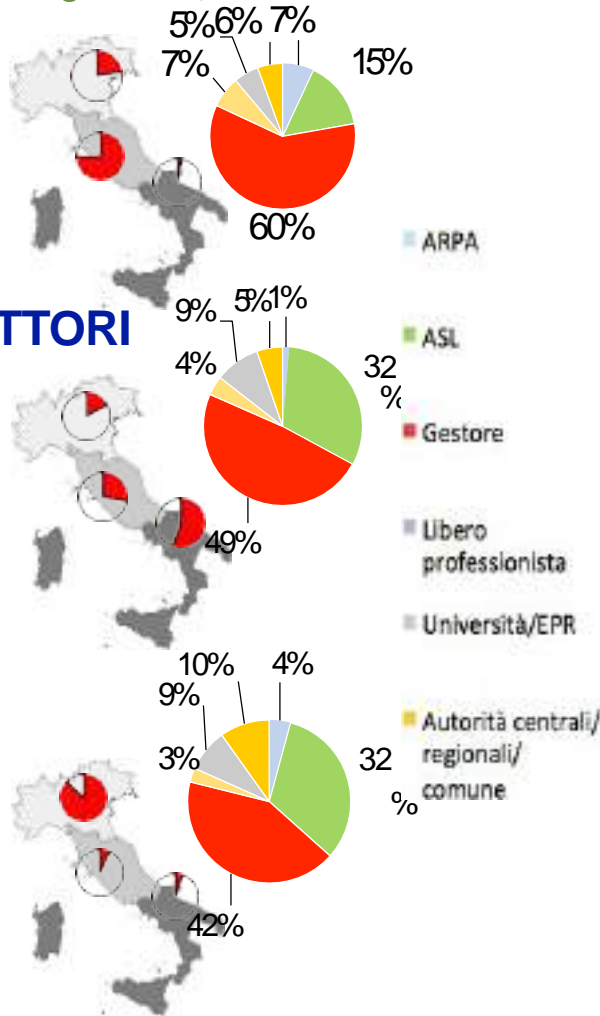 5% 6% 7%
7% 15%
60%
ARPA
TTORI
9% 5% 1%
4% 32
%
ASL
Gestore
49%
Libero
professionista
Università/EPR
10% 4%
9%
3% 32
%
Autorità centrali/
regionali/
comune
42%